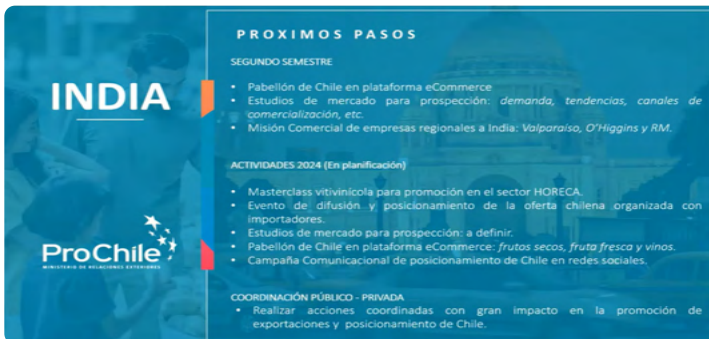 INDIA
ProChile
MINISTERIO DE RELACIONES EXTERIORES
PROXIMOS PASOS
SEGUNDO SEMESTRE
• Pabellón de Chile en plataforma eCommerce
• Estudios de mercado para prospección: demanda, tendencias, canales de
comercialización, etc.
• Misión Comercial de empresas regionales a India: Valparaíso, O'Higgins y RM.
ACTIVIDADES 2024 (En planificación)
• Masterclass vitivinícola para promoción en el sector HORECA.
• Evento de difusión y posicionamiento de la oferta chilena organizada con
importadores.
• Estudios de mercado para prospección: a definir.
• Pabellón de Chile en plataforma eCommerce: frutos secos, fruta fresca y vinos.
• Campaña Comunicacional de posicionamiento de Chile en redes sociales.
COORDINACIÓN PÚBLICO - PRIVADA
• Realizar acciones coordinadas con gran impacto en la promoción de
exportaciones y posicionamiento de Chile.